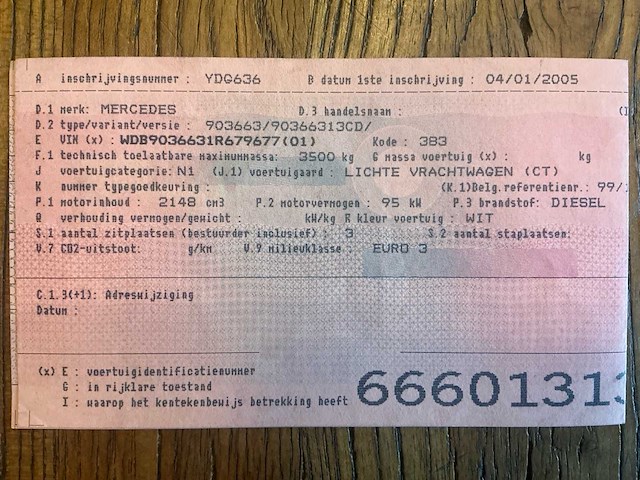 A inschrijvingsnummer : YDQ636 B datum 1ste inschrijving : 04/01/2005
D.1 merk: MERCEDES D.3 handelsnaam : (I
D.2 type/variant/versie : 903663/90366313CD/
E VIN (x) : WDB9036631R679677(01) Kode : 383
F.1 technisch toelaatbare maximummassa: 3500 kg G massa voertuig (x) : kg
J voertuigcategorie: N1 (J.1) voertuigaard : LICHTE VRACHTWAGEN (CT)
K nummer typegoedkeuring : (K.1)Belg.referentienr.: 99/
P.1 motorinhoud : 2148 cm3 P.2 motorvermogen : 95 kW P.3 brandstof: DIESEL
Q verhouding vermogen/gewicht : kW/kg R kleur voertuig : WIT
S.1 aantal zitplaatsen (bestuurder inclusief) : 3 S.2 aantal staplaatsen:
V.7 CO2-uitstoot: g/km V.9 milieuklasse : EURO 3
C.1.3(+1): Adreswijziging
Datum :
(x) E : voertuigidentificatienummer
G : in rijklare toestand
I : waarop het kentekenbewijs betrekking heeft
6660131